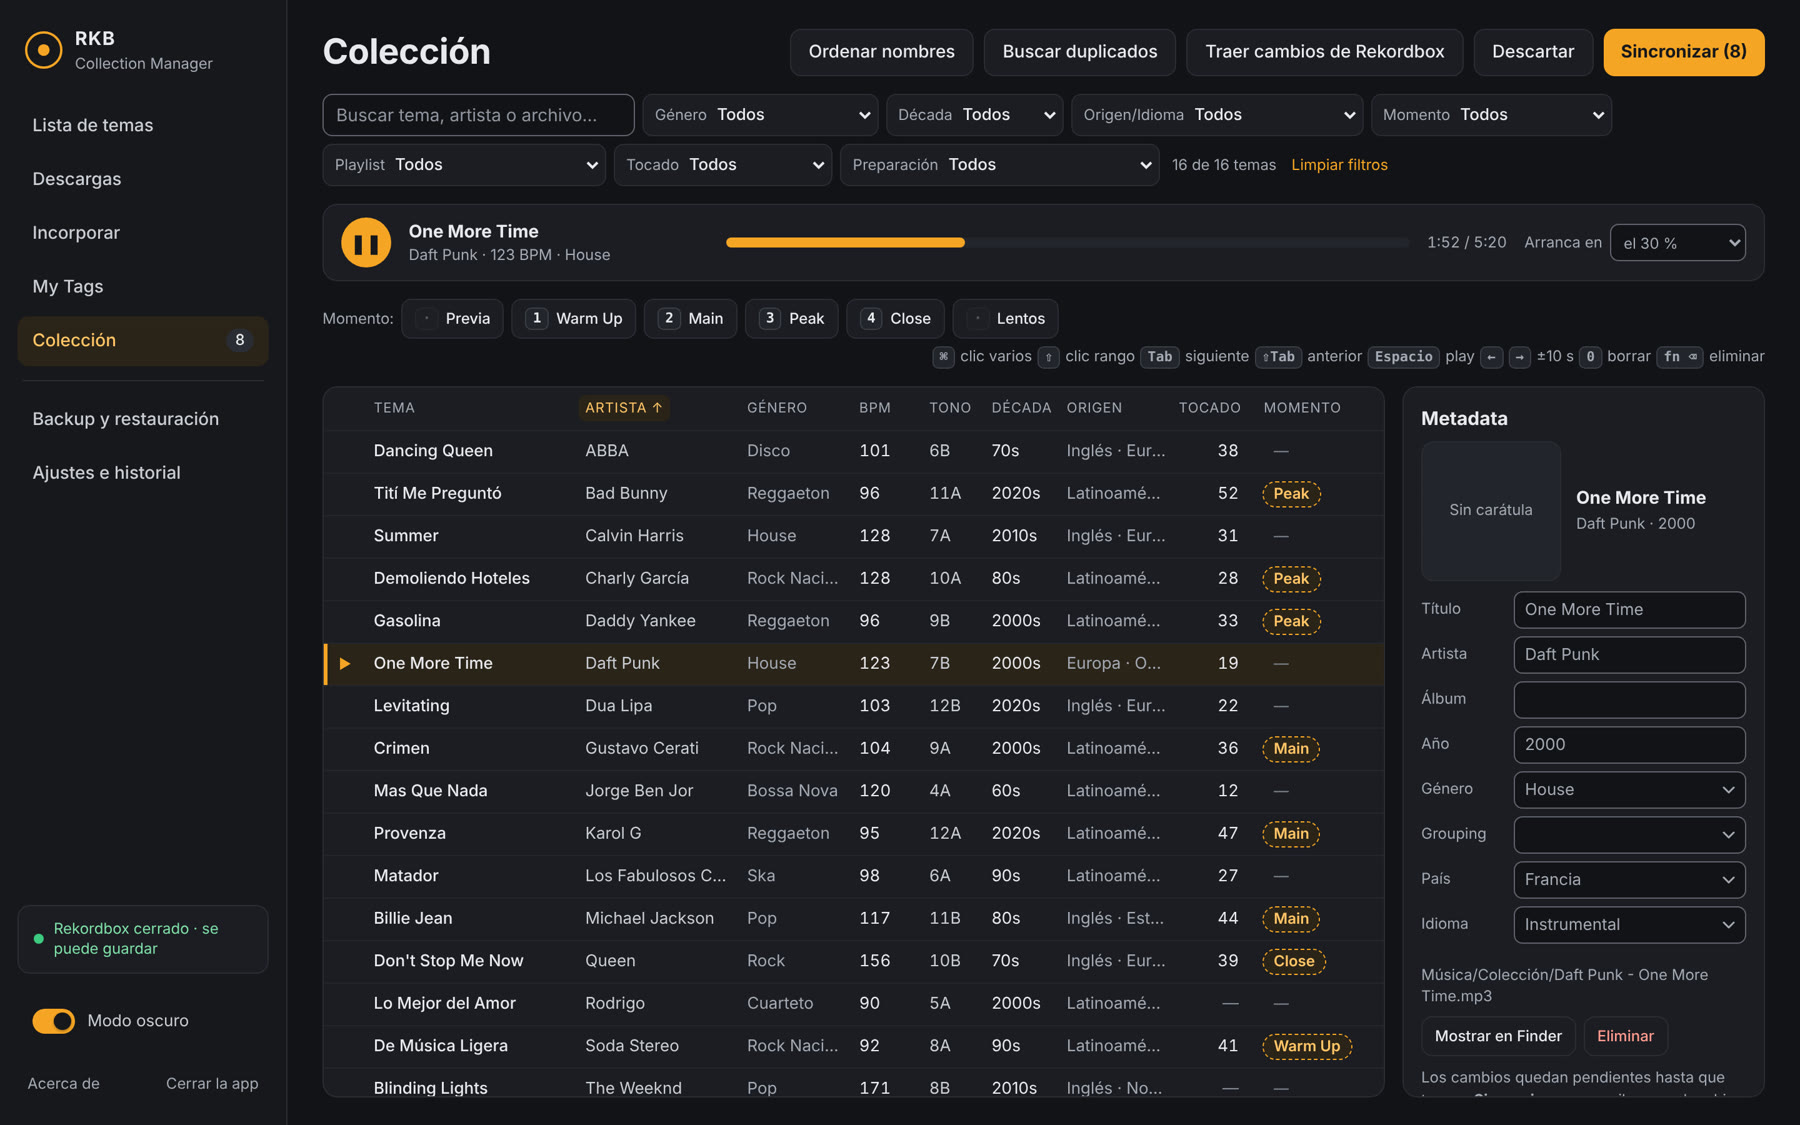 RKB
Collection Manager
Lista de temas
Descargas
Incorporar
My Tags
Colección 8
Backup y restauración
Ajustes e historial
Rekordbox cerrado · se
puede guardar
Modo oscuro
Acerca de Cerrar la app
Colección
Ordenar nombres Buscar duplicados Traer cambios de Rekordbox Descartar Sincronizar (8)
Buscar tema, artista o archivo... Género Todos Década Todos Origen/Idioma Todos Momento Todos
Playlist Todos Tocado Todos Preparación Todos 16 de 16 temas Limpiar filtros
One More Time
Daft Punk · 123 BPM · House
1:52 / 5:20 Arranca en el 30 %
Momento: · Previa 1 Warm Up 2 Main 3 Peak 4 Close · Lentos
⌘ clic varios ⇧ clic rango Tab siguiente ⇧Tab anterior Espacio play ← → ±10 s 0 borrar fn ⌫ eliminar
TEMA ARTISTA ↑ GÉNERO BPM TONO DÉCADA ORIGEN TOCADO MOMENTO
Dancing Queen ABBA Disco 101 6B 70s Inglés · Eur... 38 —
Tití Me Preguntó Bad Bunny Reggaeton 96 11A 2020s Latinoamé... 52 Peak
Summer Calvin Harris House 128 7A 2010s Inglés · Eur... 31 —
Demoliendo Hoteles Charly García Rock Naci... 128 10A 80s Latinoamé... 28 Peak
Gasolina Daddy Yankee Reggaeton 96 9B 2000s Latinoamé... 33 Peak
One More Time Daft Punk House 123 7B 2000s Europa · O... 19 —
Levitating Dua Lipa Pop 103 12B 2020s Inglés · Eur... 22 —
Crimen Gustavo Cerati Rock Naci... 104 9A 2000s Latinoamé... 36 Main
Mas Que Nada Jorge Ben Jor Bossa Nova 120 4A 60s Latinoamé... 12 —
Provenza Karol G Reggaeton 95 12A 2020s Latinoamé... 47 Main
Matador Los Fabulosos C... Ska 98 6A 90s Latinoamé... 27 —
Billie Jean Michael Jackson Pop 117 11B 80s Inglés · Est... 44 Main
Don't Stop Me Now Queen Rock 156 10B 70s Inglés · Eur... 39 Close
Lo Mejor del Amor Rodrigo Cuarteto 90 5A 2000s Latinoamé... — —
De Música Ligera Soda Stereo Rock Naci... 92 8A 90s Latinoamé... 41 Warm Up
Blinding Lights The Weeknd Pop 171 8B 2010s Inglés · No... — —
Metadata
Sin carátula
One More Time
Daft Punk · 2000
Título One More Time
Artista Daft Punk
Álbum
Año 2000
Género House
Grouping
País Francia
Idioma Instrumental
Música/Colección/Daft Punk - One More
Time.mp3
Mostrar en Finder Eliminar
Los cambios quedan pendientes hasta que